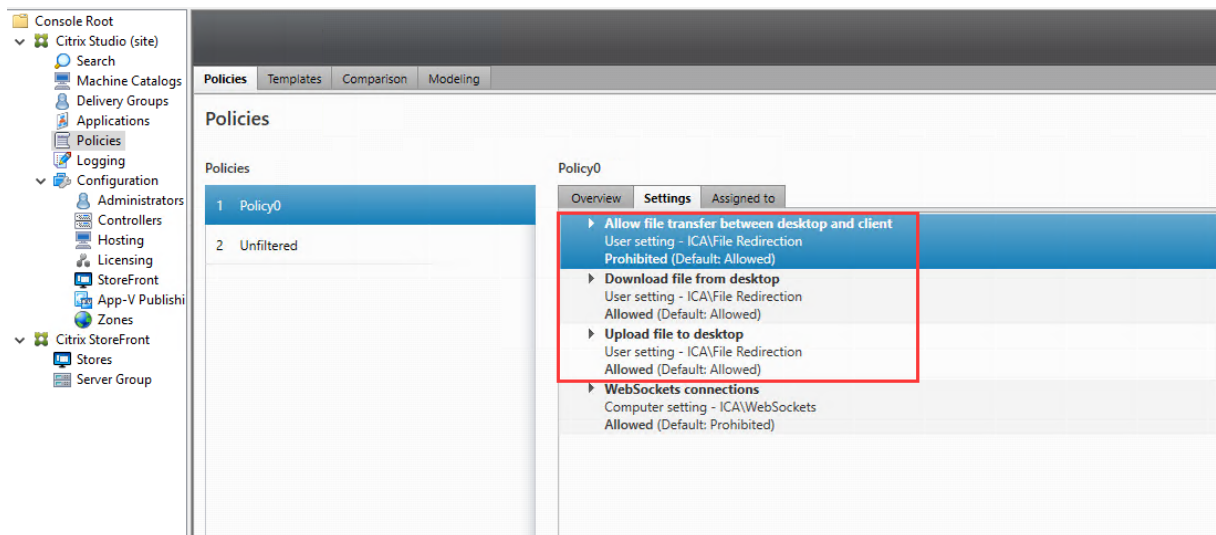 Console Root
Citrix Studio (site)
Search
Machine Catalogs
Delivery Groups
Applications
Policies
Logging
Configuration
Administrators
Controllers
Hosting
Licensing
StoreFront
App-V Publishi
Zones
Citrix StoreFront
Stores
Server Group
Policies Templates Comparison Modeling
Policies
Policies
1 Policy0
2 Unfiltered
Policy0
Overview Settings Assigned to
Allow file transfer between desktop and client
User setting - ICA\File Redirection
Prohibited (Default: Allowed)
Download file from desktop
User setting - ICA\File Redirection
Allowed (Default: Allowed)
Upload file to desktop
User setting - ICA\File Redirection
Allowed (Default: Allowed)
WebSockets connections
Computer setting - ICA\WebSockets
Allowed (Default: Prohibited)